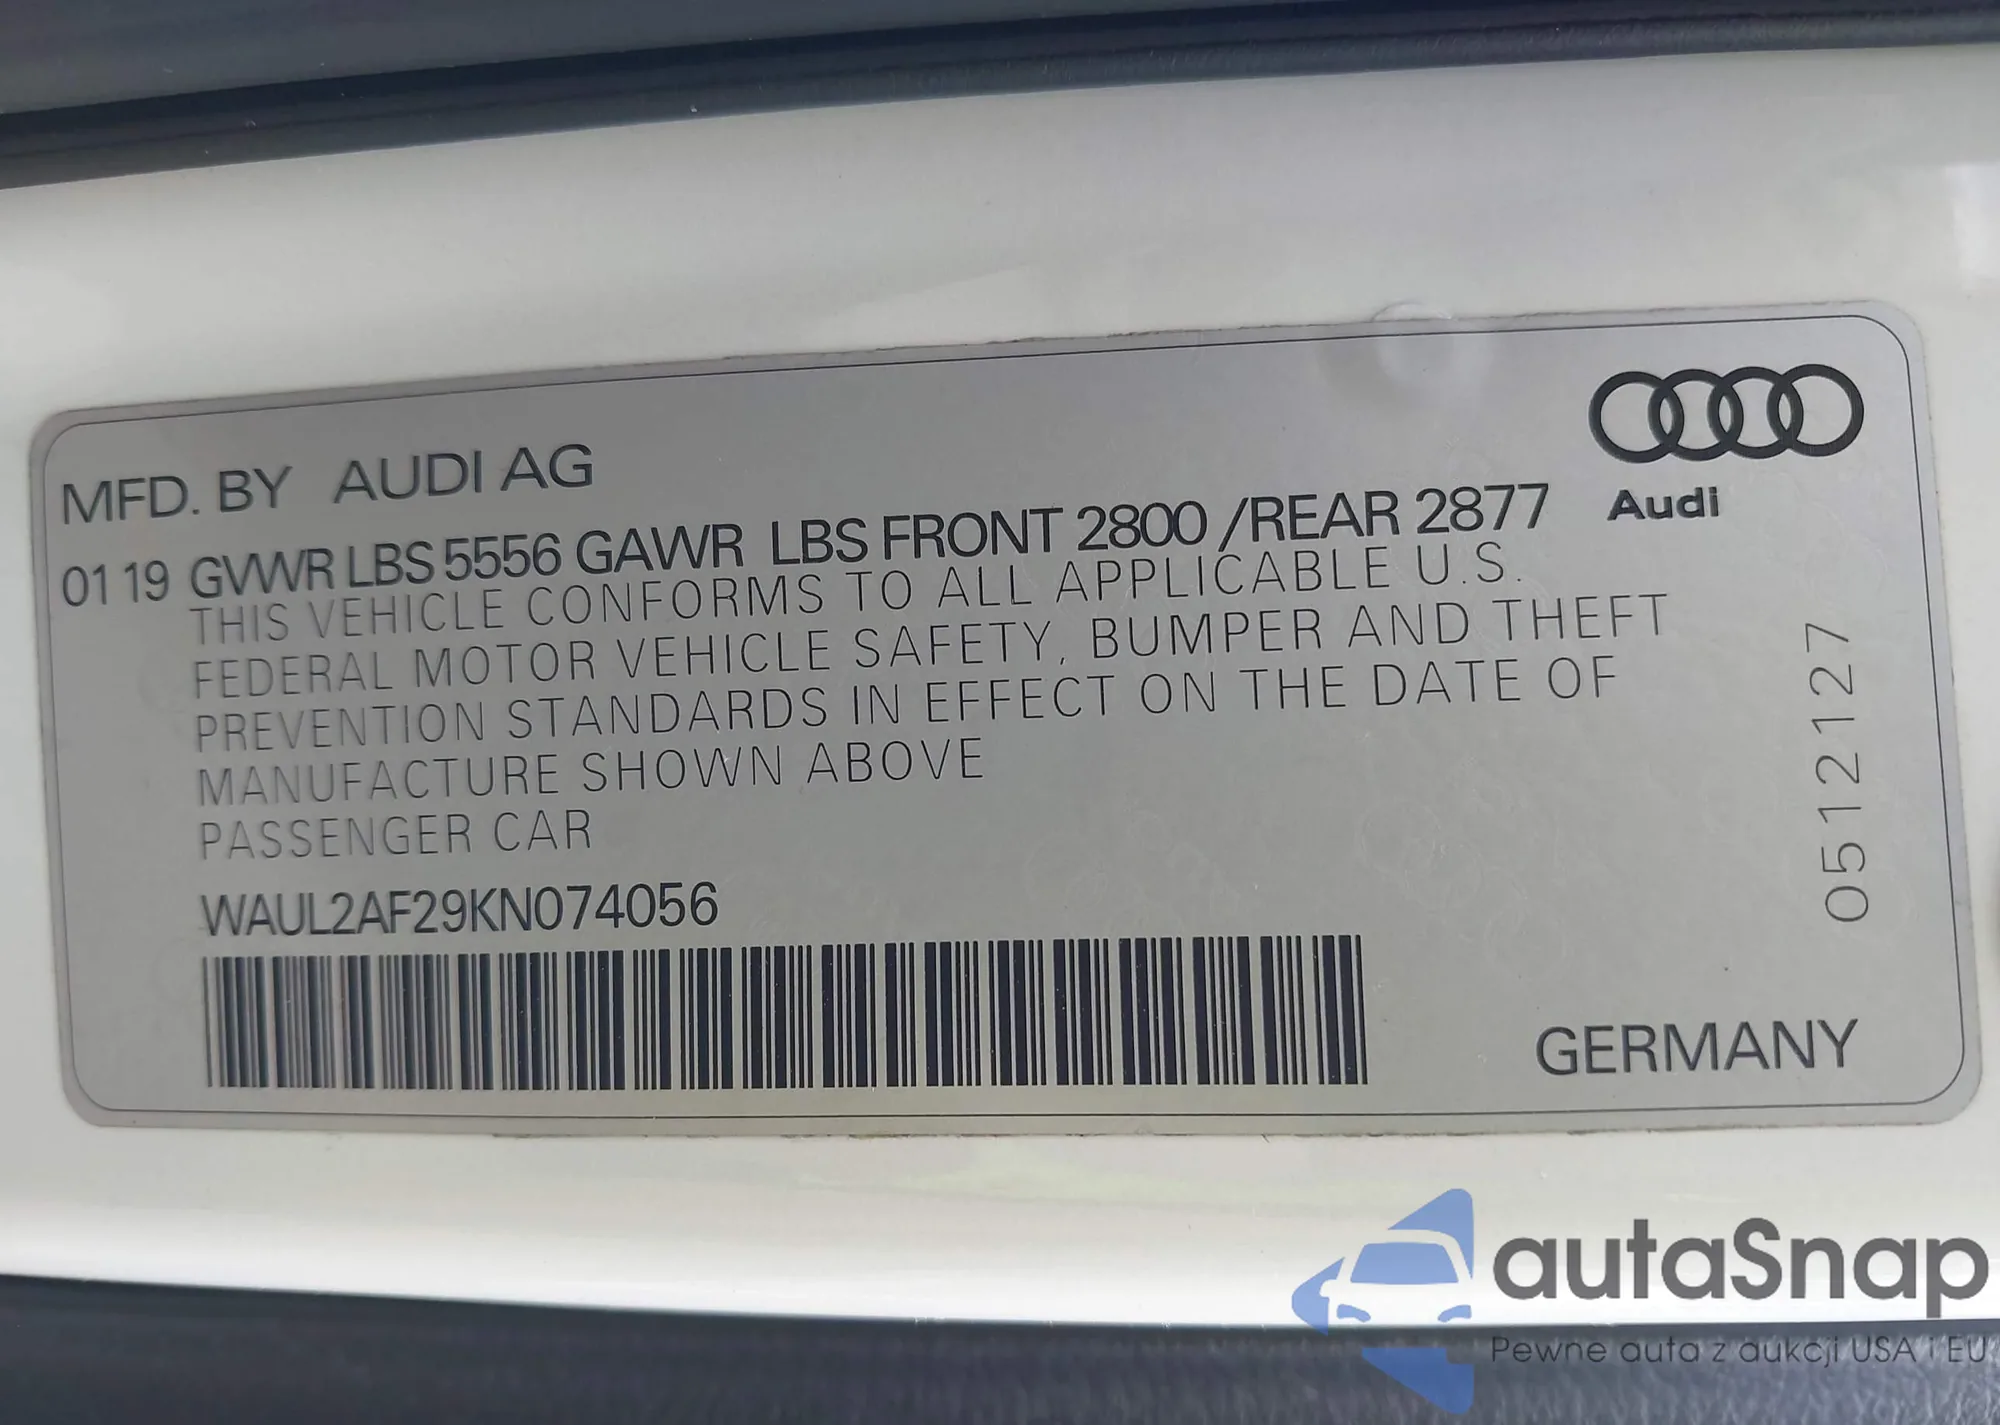 MFD. BY AUDI AG
01 19 GVWR LBS 5556 GAWR LBS FRONT 2800 /REAR 2877
Audi
THIS VEHICLE CONFORMS TO ALL APPLICABLE U.S.
FEDERAL MOTOR VEHICLE SAFETY, BUMPER AND THEFT
PREVENTION STANDARDS IN EFFECT ON THE DATE OF
MANUFACTURE SHOWN ABOVE
PASSENGER CAR
WAUL2AF29KN074056
0512127
GERMANY
autaSnap
Pewne auta z aukcji USA i EU